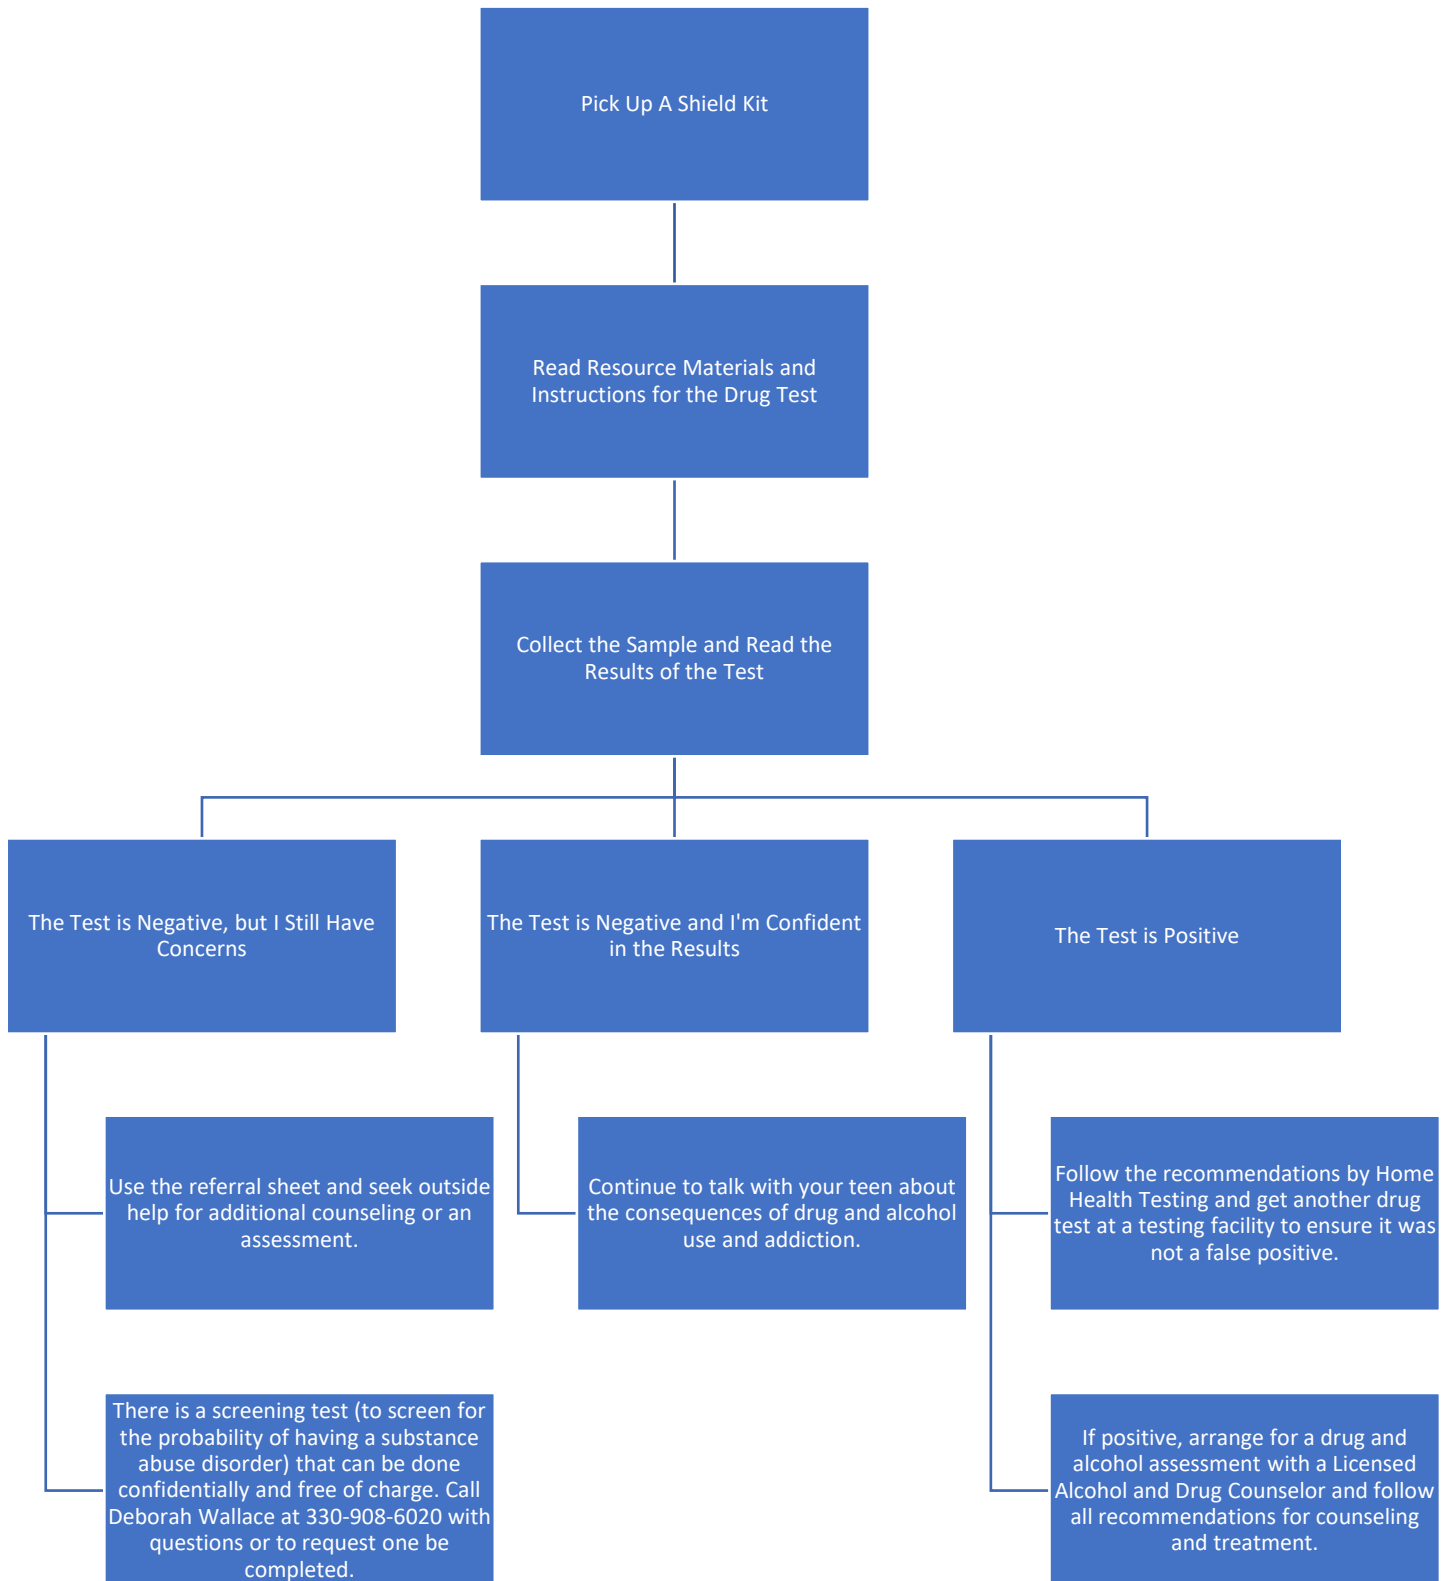 Pick Up A Shield Kit
Read Resource Materials and
Instructions for the Drug Test
Collect the Sample and Read the
Results of the Test
The Test is Negative, but I Still Have
Concerns
The Test is Negative and I'm Confident
in the Results
The Test is Positive
Use the referral sheet and seek outside
help for additional counseling or an
assessment.
Continue to talk with your teen about
the consequences of drug and alcohol
use and addiction.
Follow the recommendations by Home
Health Testing and get another drug
test at a testing facility to ensure it was
not a false positive.
There is a screening test (to screen for
the probability of having a substance
abuse disorder) that can be done
confidentially and free of charge. Call
Deborah Wallace at 330-908-6020 with
questions or to request one be
completed.
If positive, arrange for a drug and
alcohol assessment with a Licensed
Alcohol and Drug Counselor and follow
all recommendations for counseling
and treatment.